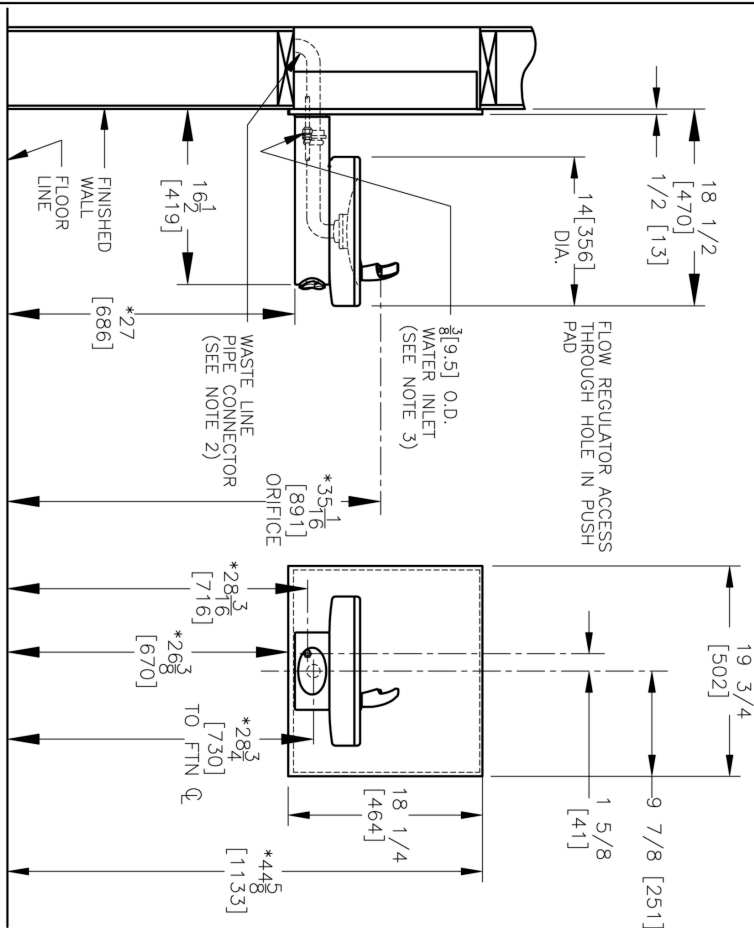 18 1/2
[470]
1/2 [13]
14[356]
DIA.
16 1/2
[419]
FINISHED
WALL
FLOOR
LINE
*27
[686]
WASTE LINE
PIPE CONNECTOR
(SEE NOTE 2)
3/8[9.5] O.D.
WATER INLET
(SEE NOTE 3)
FLOW REGULATOR ACCESS
THROUGH HOLE IN PUSH
PAD
*35 1/16
[891]
ORIFICE
19 3/4
[502]
9 7/8 [251]
1 5/8
[41]
*28 3/16
[716]
*26 3/8
[670]
*28 3/4
[730]
TO FTN ℄
18 1/4
[464]
*44 5/8
[1133]